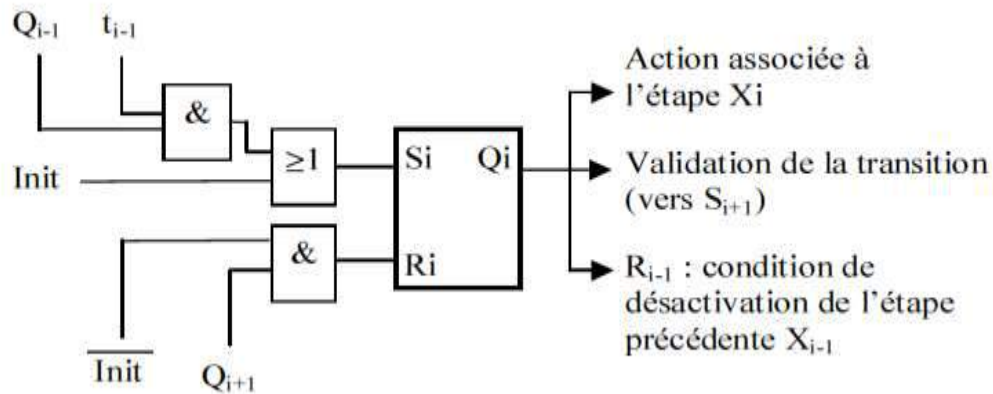 Qi-1 ti-1
&
Init
≥1
Si Qi
&
Ri
Init
Qi+1
Action associée à
l'étape Xi
Validation de la transition
(vers Si+1)
Ri-1 : condition de
désactivation de l'étape
précédente Xi-1